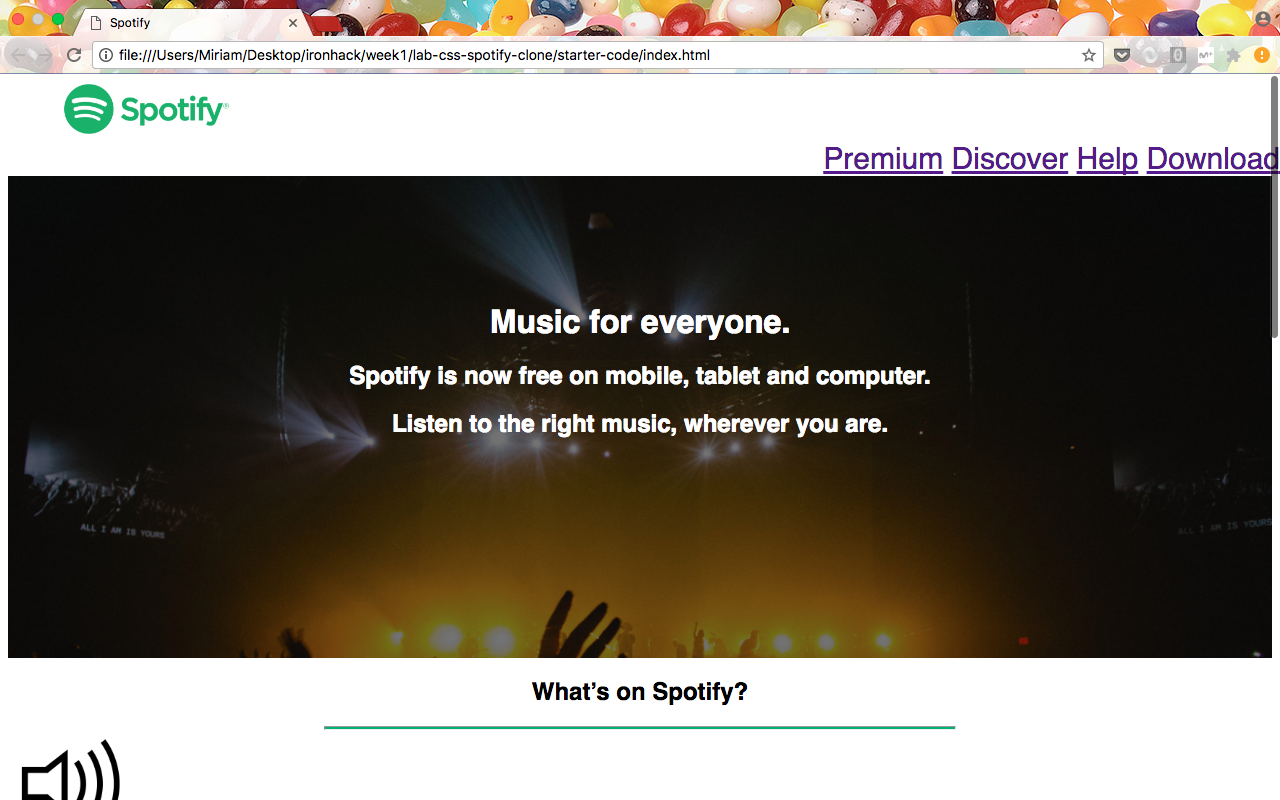 Spotify
file:///Users/Miriam/Desktop/ironhack/week1/lab-css-spotify-clone/starter-code/index.html
Spotify®
Premium Discover Help Download
Music for everyone.
Spotify is now free on mobile, tablet and computer.
Listen to the right music, wherever you are.
ALL I AM IS YOURS
ALL I AM IS YOURS
What’s on Spotify?